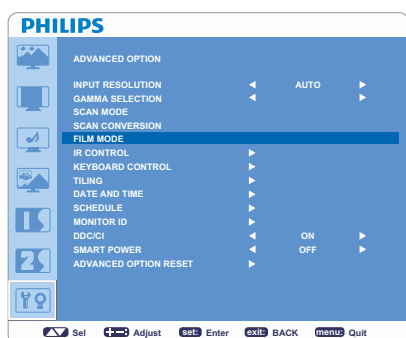 PHILIPS
ADVANCED OPTION
INPUT RESOLUTION AUTO
GAMMA SELECTION
SCAN MODE
SCAN CONVERSION
FILM MODE
IR CONTROL
KEYBOARD CONTROL
TILING
DATE AND TIME
SCHEDULE
MONITOR ID
DDC/CI ON
SMART POWER OFF
ADVANCED OPTION RESET
Sel Adjust set: Enter exit: BACK menu: Quit